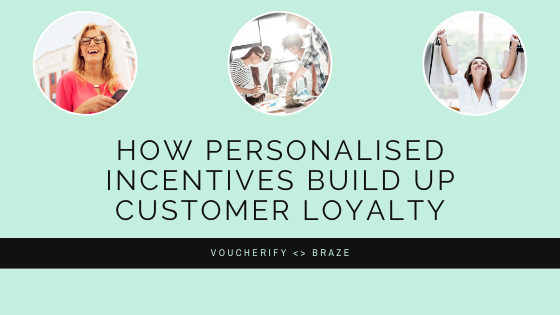 HOW PERSONALISED
INCENTIVES BUILD UP
CUSTOMER LOYALTY
VOUCHERIFY <> BRAZE